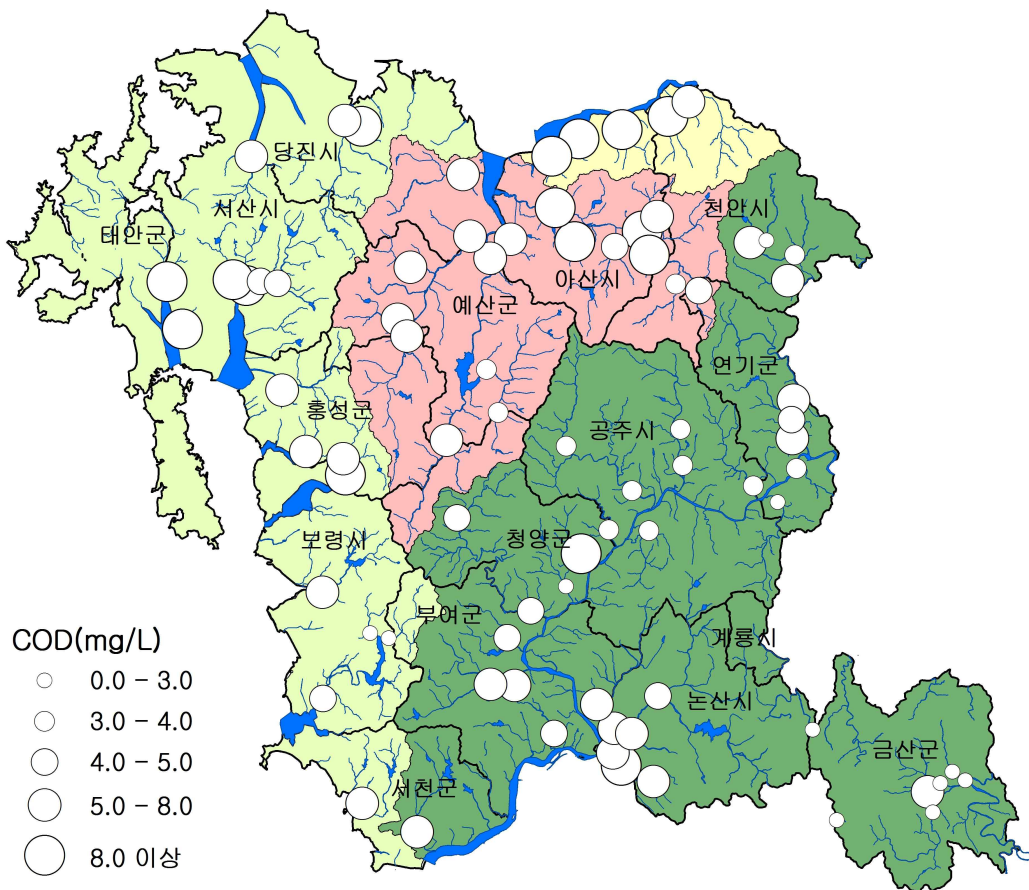 당진시
서산시
태안군
천안시
아산시
예산군
연기군
홍성군
공주시
청양군
보령시
부여군
계룡시
논산시
금산군
서천군
COD(mg/L)
0.0 - 3.0
3.0 - 4.0
4.0 - 5.0
5.0 - 8.0
8.0 이상